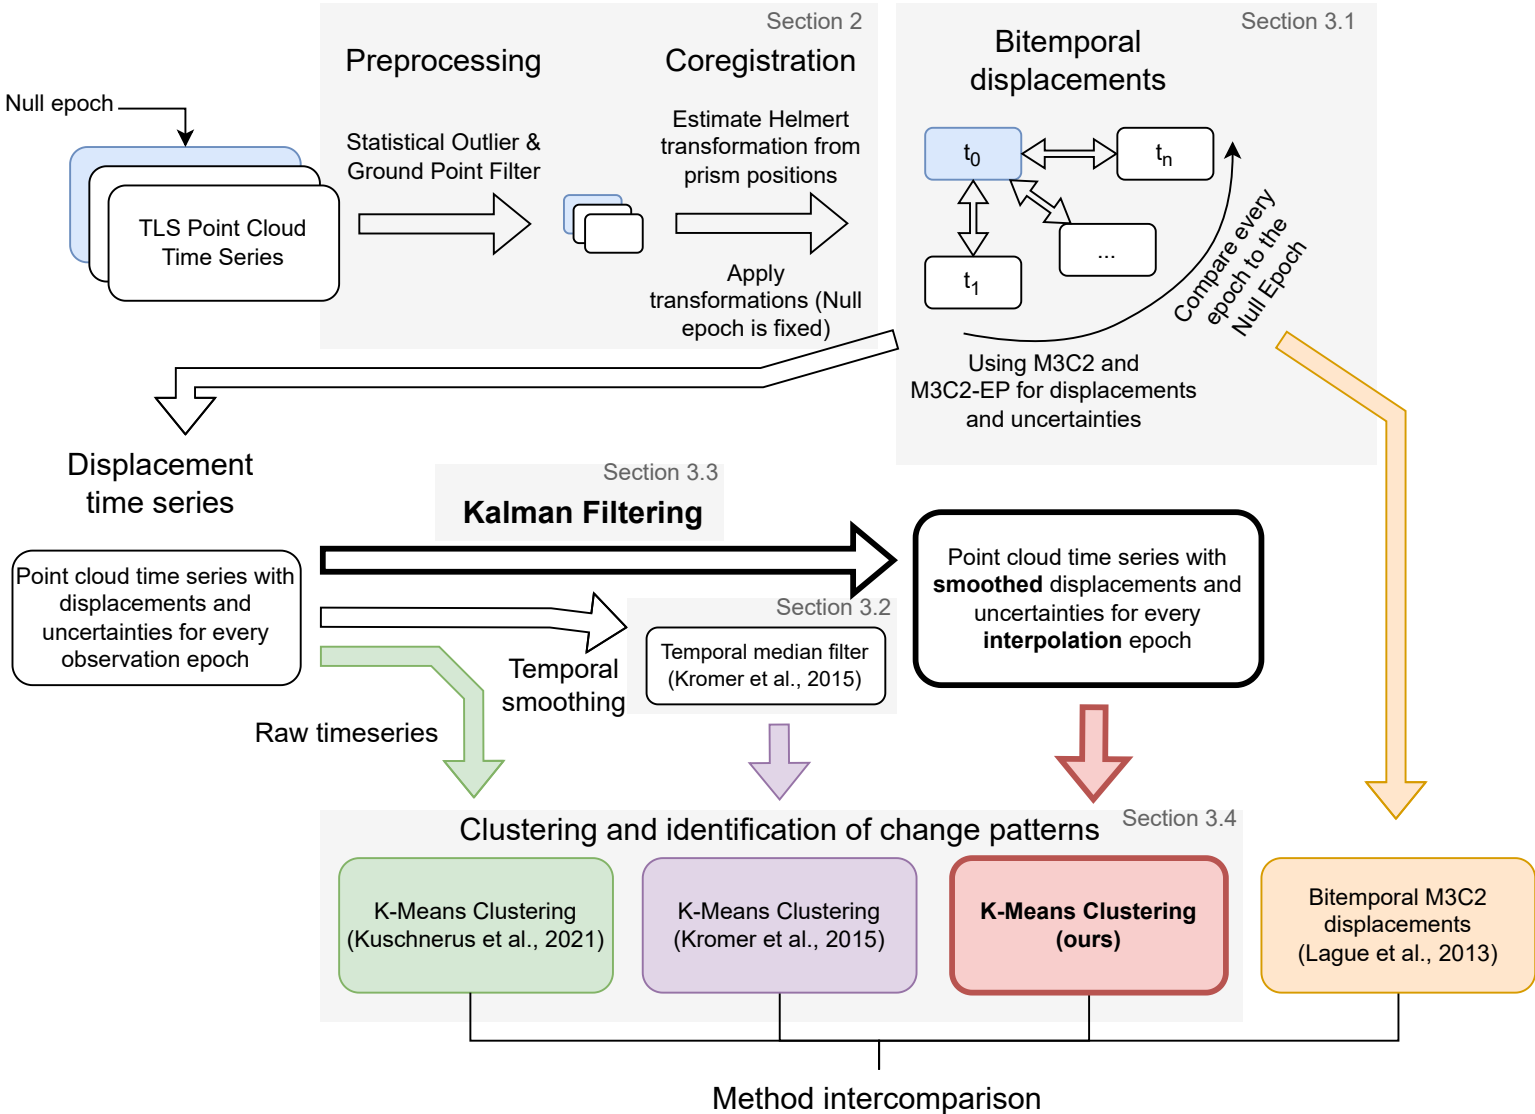 Section 2
Preprocessing
Coregistration
Null epoch
Statistical Outlier &
Ground Point Filter
Estimate Helmert
transformation from
prism positions
TLS Point Cloud
Time Series
Apply
transformations (Null
epoch is fixed)
Section 3.1
Bitemporal
displacements
t0
tn
...
t1
Compare every
epoch to the
Null Epoch
Using M3C2 and
M3C2-EP for displacements
and uncertainties
Displacement
time series
Section 3.3
Kalman Filtering
Point cloud time series with
displacements and
uncertainties for every
observation epoch
Point cloud time series with
smoothed displacements and
uncertainties for every
interpolation epoch
Section 3.2
Temporal median filter
(Kromer et al., 2015)
Temporal
smoothing
Raw timeseries
Section 3.4
Clustering and identification of change patterns
K-Means Clustering
(Kuschnerus et al., 2021)
K-Means Clustering
(Kromer et al., 2015)
K-Means Clustering
(ours)
Bitemporal M3C2
displacements
(Lague et al., 2013)
Method intercomparison